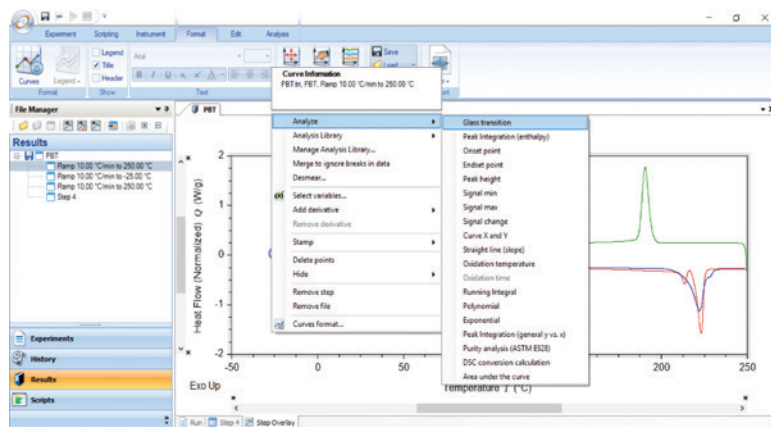 Experiment Scripting Instrument Format Edit Analysis
Legend
Title
Header
Curves Legend
Arial
B I U
Save
Load
Format Show Text
Curve Information
PBT.tri, PBT, Ramp 10.00 °C/min to 250.00 °C
File Manager
Results
PBT
Ramp 10.00 °C/min to 250.00 °C
Ramp 10.00 °C/min to -25.00 °C
Ramp 10.00 °C/min to 250.00 °C
Step 4
Experiments
History
Results
Scripts
PBT
Analyze
Analysis Library
Manage Analysis Library...
Merge to ignore breaks in data
Desmear...
Select variables...
Add derivative
Remove derivative
Stamp
Delete points
Hide
Remove step
Remove file
Curves format...
Glass transition
Peak Integration (enthalpy)
Onset point
Endset point
Peak height
Signal min
Signal max
Signal change
Curve X and Y
Straight line (slope)
Oxidation temperature
Oxidation time
Running Integral
Polynomial
Exponential
Peak Integration (general y vs. x)
Purity analysis (ASTM E928)
DSC conversion calculation
Area under the curve
Heat Flow (Normalized) Q (W/g)
2
1
0
-1
-2
-50 0 50 200 250
Exo Up
Temperature T (°C)
Run Step 4 Step Overlay